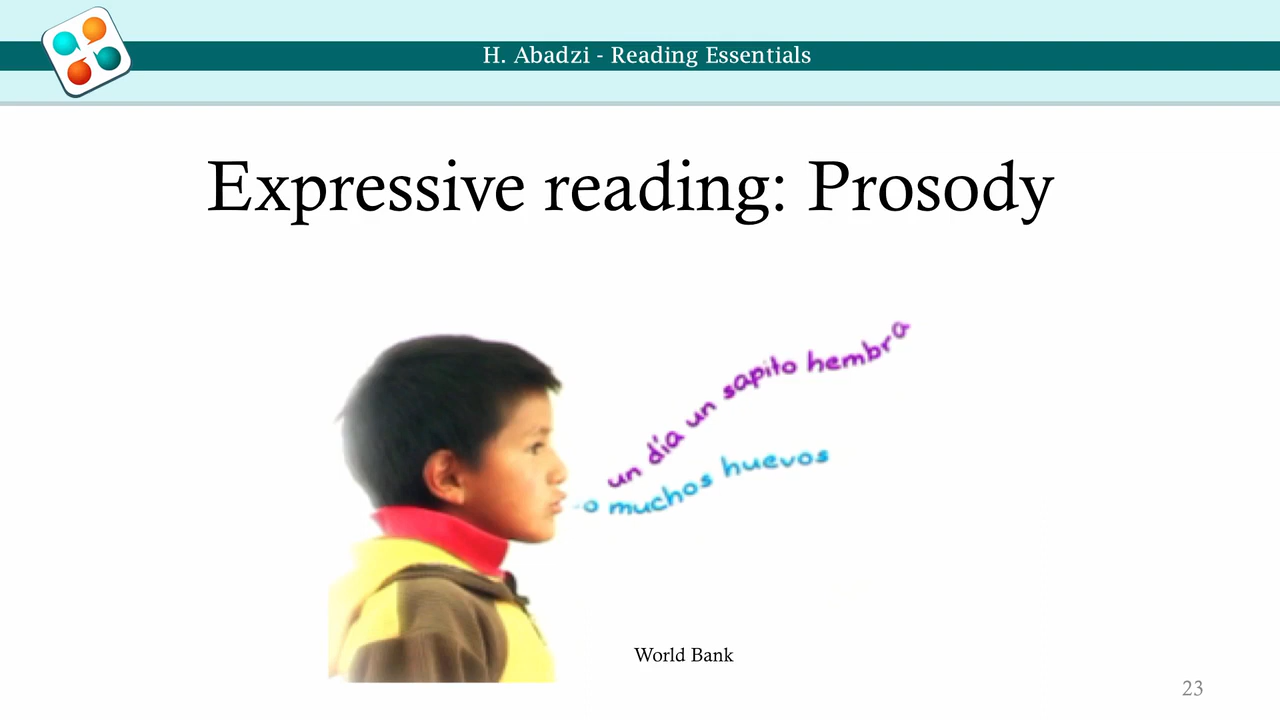 H. Abadzi - Reading Essentials
Expressive reading: Prosody
un día un sapito hembra
o muchos huevos
World Bank
23